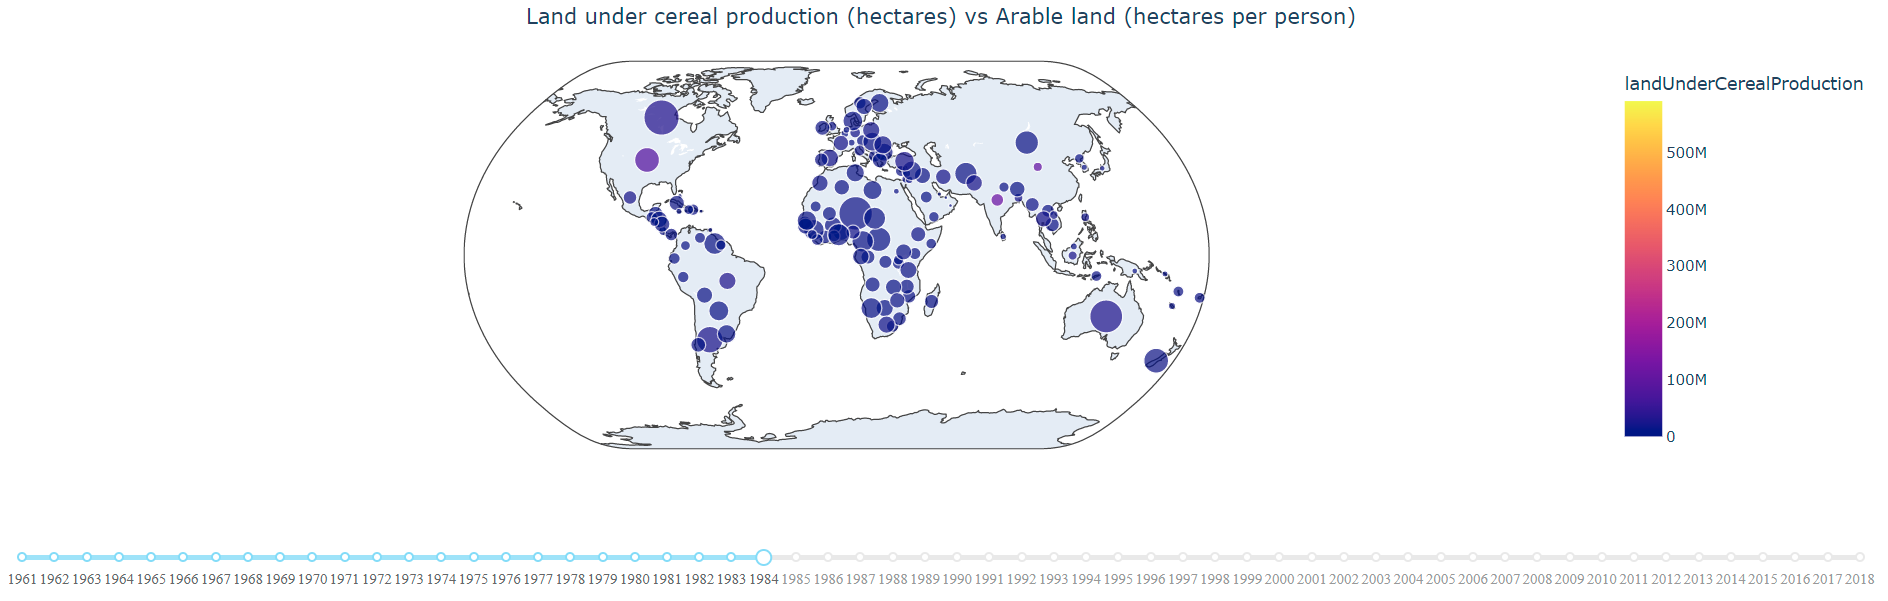 Land under cereal production (hectares) vs Arable land (hectares per person)
landUnderCerealProduction
500M
400M
300M
200M
100M
0
1961 1962 1963 1964 1965 1966 1967 1968 1969 1970 1971 1972 1973 1974 1975 1976 1977 1978 1979 1980 1981 1982 1983 1984 1985 1986 1987 1988 1989 1990 1991 1992 1993 1994 1995 1996 1997 1998 1999 2000 2001 2002 2003 2004 2005 2006 2007 2008 2009 2010 2011 2012 2013 2014 2015 2016 2017 2018